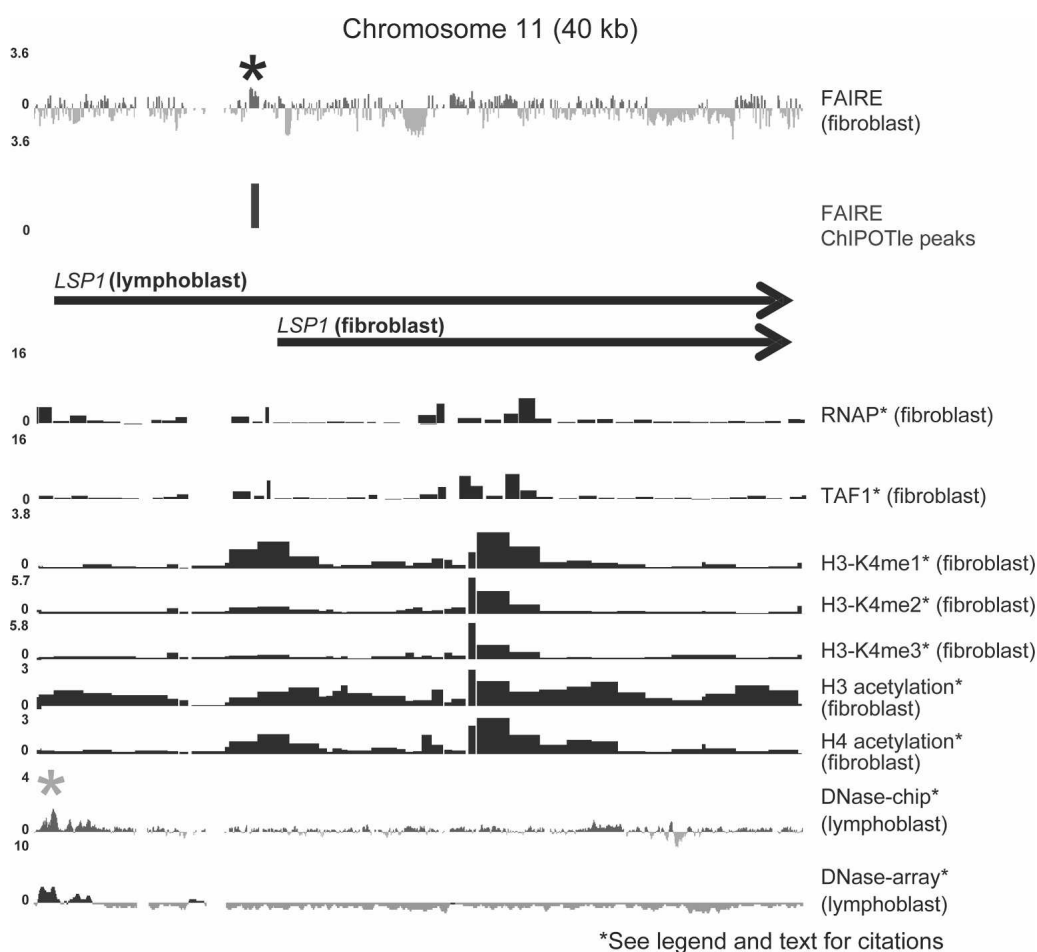 Chromosome 11 (40 kb)
3.6
*
0
FAIRE
(fibroblast)
3.6
0
FAIRE
ChIPOTle peaks
LSP1 (lymphoblast)
LSP1 (fibroblast)
16
0
RNAP* (fibroblast)
16
0
TAF1* (fibroblast)
3.8
0
H3-K4me1* (fibroblast)
5.7
0
H3-K4me2* (fibroblast)
5.8
0
H3-K4me3* (fibroblast)
3
0
H3 acetylation*
(fibroblast)
3
0
H4 acetylation*
(fibroblast)
4
*
0
DNase-chip*
(lymphoblast)
10
0
DNase-array*
(lymphoblast)
*See legend and text for citations